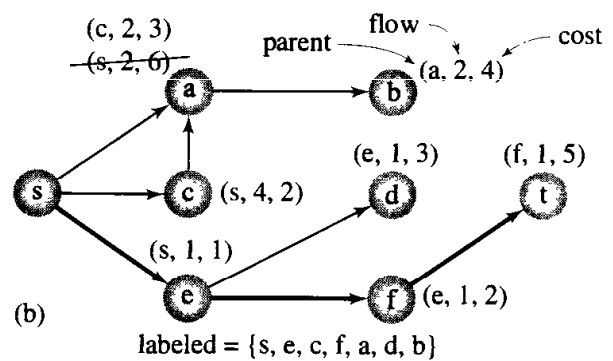 (c, 2, 3)
(s, 2, 6)
parent
flow
cost
(a, 2, 4)
a
b
(e, 1, 3)
(f, 1, 5)
s
c
(s, 4, 2)
d
t
(s, 1, 1)
e
f
(e, 1, 2)
(b)
labeled = {s, e, c, f, a, d, b}